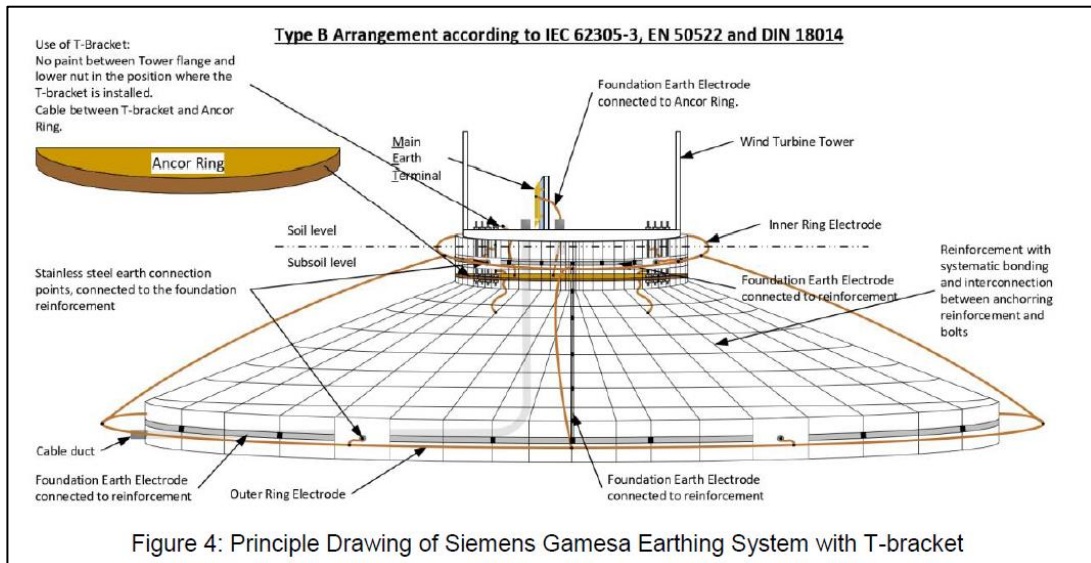 Type B Arrangement according to IEC 62305-3, EN 50522 and DIN 18014
Use of T-Bracket:
No paint between Tower flange and
lower nut in the position where the
T-bracket is installed.
Cable between T-bracket and Ancor
Ring.
Ancor Ring
Main
Earth
Terminal
Foundation Earth Electrode
connected to Ancor Ring.
Wind Turbine Tower
Soil level
Subsoil level
Inner Ring Electrode
Stainless steel earth connection
points, connected to the foundation
reinforcement
Foundation Earth Electrode
connected to reinforcement
Reinforcement with
systematic bonding
and interconnection
between anchorring
reinforcement and
bolts
Cable duct
Foundation Earth Electrode
connected to reinforcement
Outer Ring Electrode
Foundation Earth Electrode
connected to reinforcement
Figure 4: Principle Drawing of Siemens Gamesa Earthing System with T-bracket